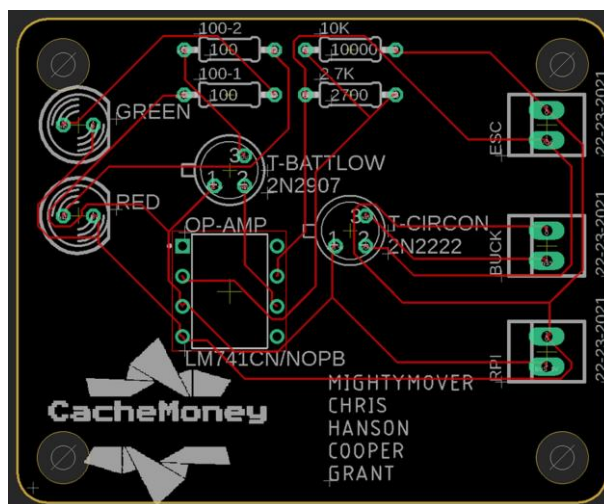 100-2
100
10K
10000
100-1
100
2.7K
2700
GREEN
ESC
22-23-2021
3
T-BATTLOW
1
2
2N2907
RED
OP-AMP
3
T-CIRCON
1
2
2N2222
BUCK
22-23-2021
LM741CN/NOPB
RPI
22-23-2021
MIGHTYMOVER
CHRIS
HANSON
COOPER
GRANT
CacheMoney